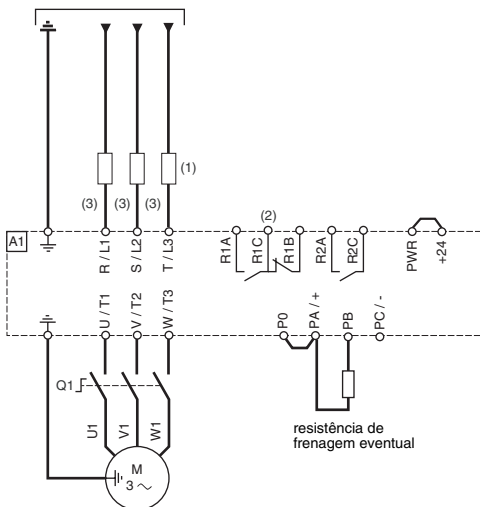 (1)
(3)
(3)
(3)
(2)
A1
R / L1
S / L2
T / L3
R1A
R1C
R1B
R2A
R2C
PWR
+24
U / T1
V / T2
W / T3
P0
PA / +
PB
PC / -
Q1
U1
V1
W1
M
3
resistência de
frenagem eventual